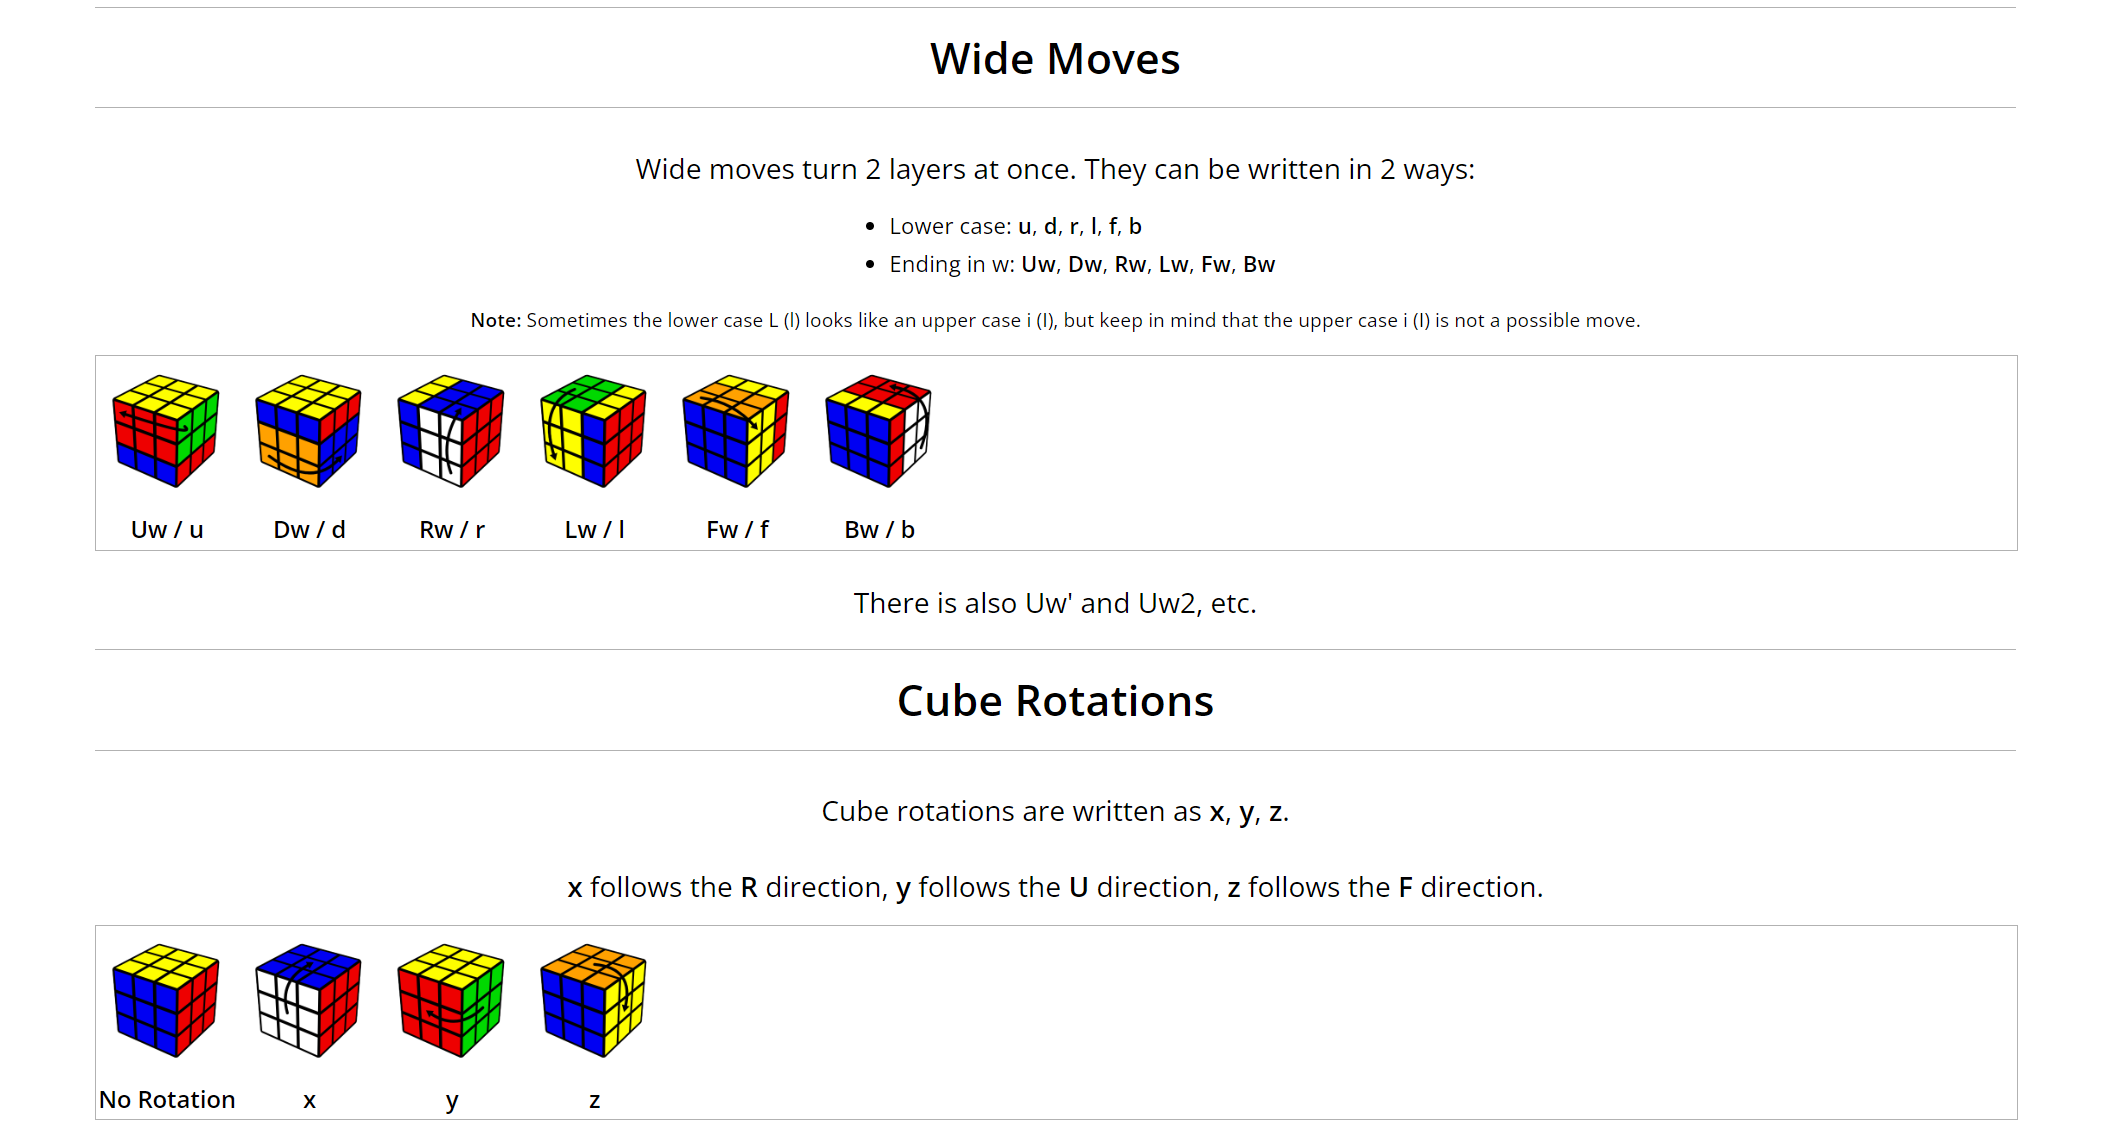 Wide Moves
Wide moves turn 2 layers at once. They can be written in 2 ways:
• Lower case: u, d, r, l, f, b
• Ending in w: Uw, Dw, Rw, Lw, Fw, Bw
Note: Sometimes the lower case L (l) looks like an upper case i (I), but keep in mind that the upper case i (I) is not a possible move.
Uw / u Dw / d Rw / r Lw / l Fw / f Bw / b
There is also Uw' and Uw2, etc.
Cube Rotations
Cube rotations are written as x, y, z.
x follows the R direction, y follows the U direction, z follows the F direction.
No Rotation x y z